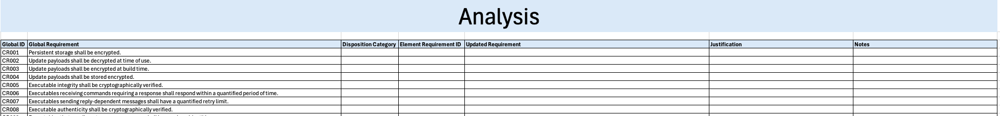 Analysis
Global ID Global Requirement Disposition Category Element Requirement ID Updated Requirement Justification Notes
CR001 Persistent storage shall be encrypted.
CR002 Update payloads shall be decrypted at time of use.
CR003 Update payloads shall be encrypted at build time.
CR004 Update payloads shall be stored encrypted.
CR005 Executable integrity shall be cryptographically verified.
CR006 Executables receiving commands requiring a response shall respond within a quantified period of time.
CR007 Executables sending reply-dependent messages shall have a quantified retry limit.
CR008 Executable authenticity shall be cryptographically verified.